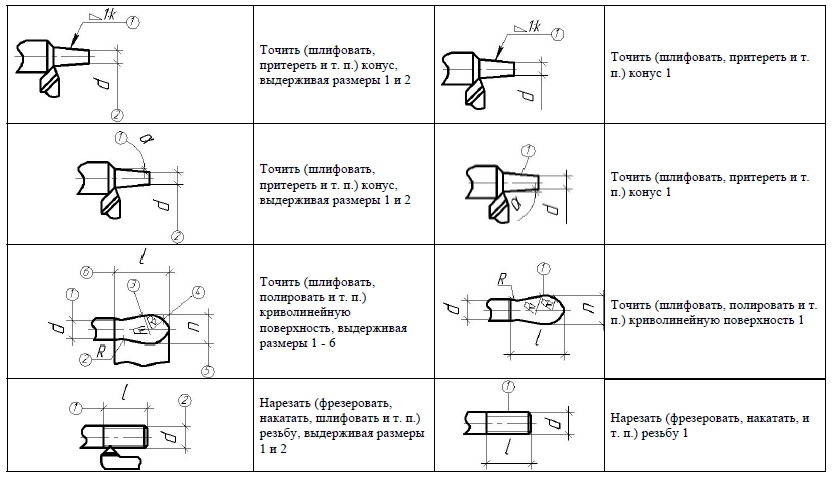 1:k 1
d
2
Точить (шлифовать,
притереть и т. п.) конус,
выдерживая размеры 1 и 2
1:k 1
d
Точить (шлифовать, притереть и т.
п.) конус 1
1 α
d
2
Точить (шлифовать,
притереть и т. п.) конус,
выдерживая размеры 1 и 2
1
α d
Точить (шлифовать, притереть и т.
п.) конус 1
6 l
1 3 4
d R R n
2 R 5
Точить (шлифовать,
полировать и т. п.)
криволинейную
поверхность, выдерживая
размеры 1 - 6
R 1
d n
l
Точить (шлифовать, полировать и т.
п.) криволинейную поверхность 1
1 l 2
d
Нарезать (фрезеровать,
накатать, шлифовать и т. п.)
резьбу, выдерживая размеры
1 и 2
1
d
l
Нарезать (фрезеровать, накатать, и
т. п.) резьбу 1